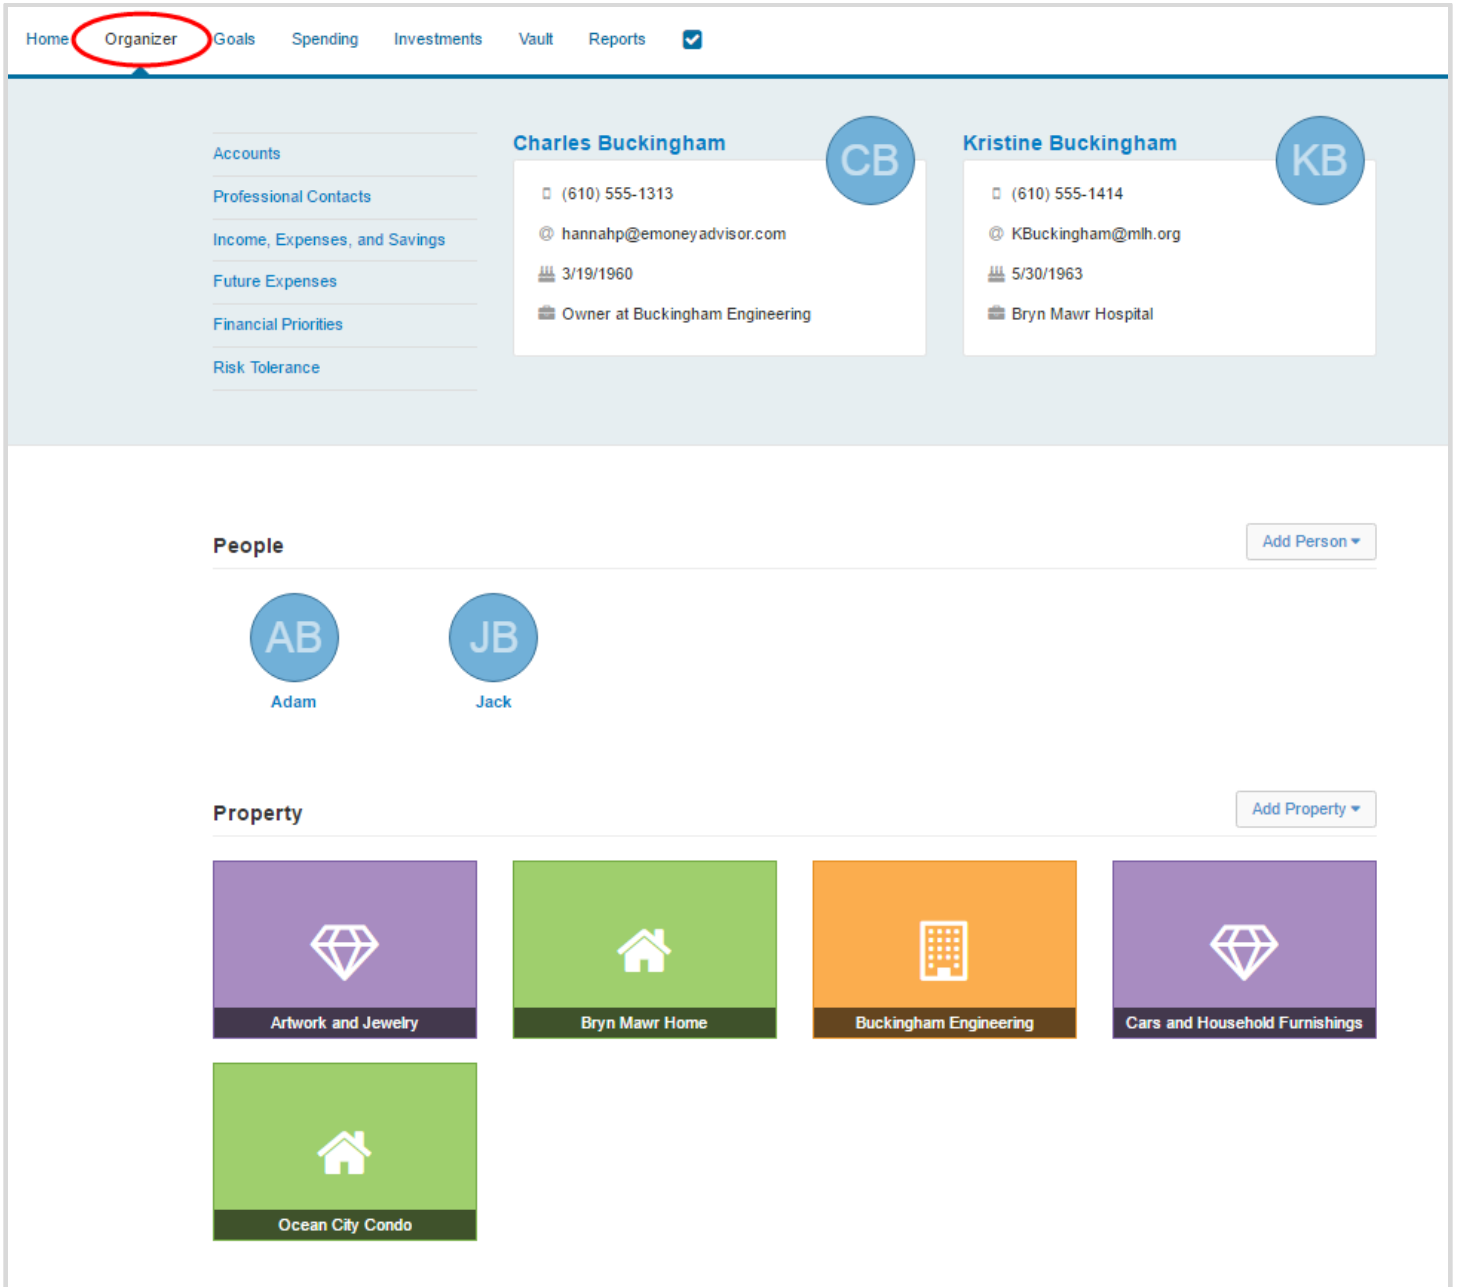 Home Organizer Goals Spending Investments Vault Reports
Accounts
Professional Contacts
Income, Expenses, and Savings
Future Expenses
Financial Priorities
Risk Tolerance
Charles Buckingham
CB
(610) 555-1313
@ hannahp@emoneyadvisor.com
3/19/1960
Owner at Buckingham Engineering
Kristine Buckingham
KB
(610) 555-1414
@ KBuckingham@mlh.org
5/30/1963
Bryn Mawr Hospital
People
Add Person
AB
Adam
JB
Jack
Property
Add Property
Artwork and Jewelry
Bryn Mawr Home
Buckingham Engineering
Cars and Household Furnishings
Ocean City Condo